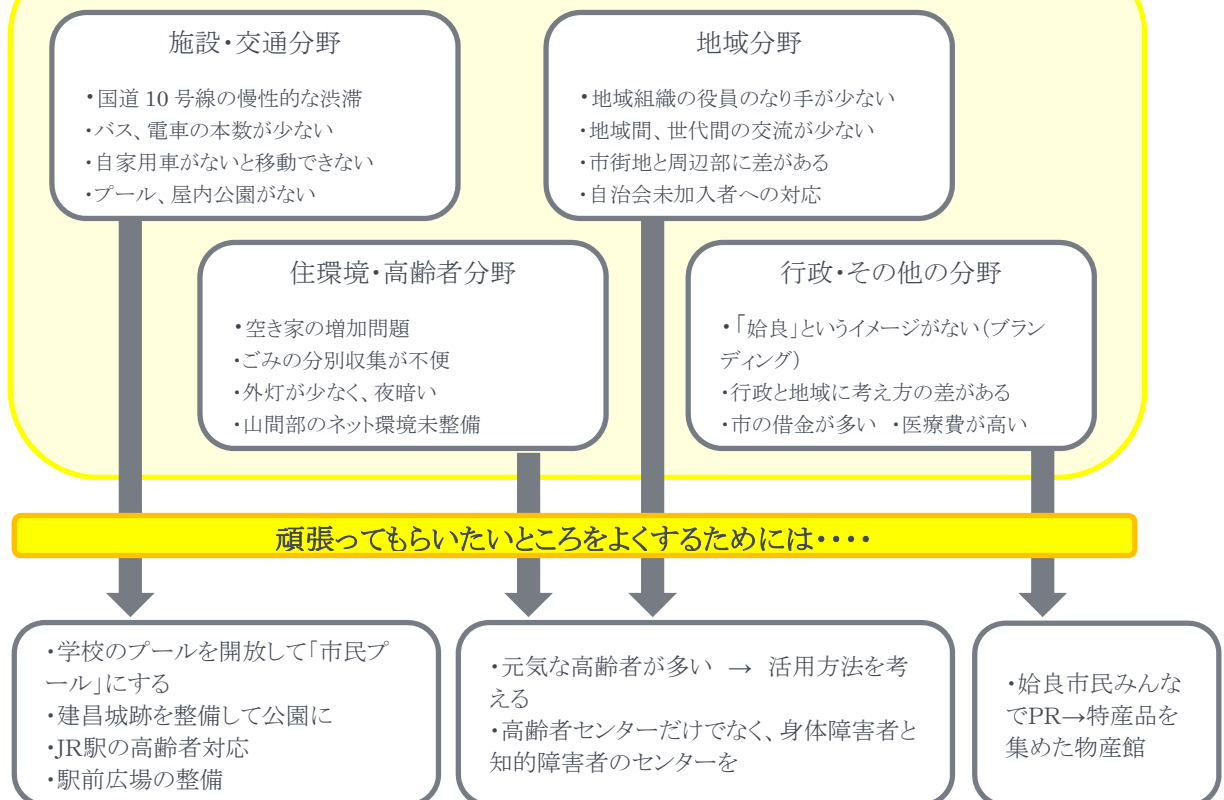 施設・交通分野
・国道 10 号線の慢性的な渋滞
・バス、電車の本数が少ない
・自家用車がないと移動できない
・プール、屋内公園がない
地域分野
・地域組織の役員のなり手が少ない
・地域間、世代間の交流が少ない
・市街地と周辺部に差がある
・自治会未加入者への対応
住環境・高齢者分野
・空き家の増加問題
・ごみの分別収集が不便
・外灯が少なく、夜暗い
・山間部のネット環境未整備
行政・その他の分野
・「姶良」というイメージがない（ブラン
ディング）
・行政と地域に考え方の差がある
・市の借金が多い ・医療費が高い
頑張ってもらいたいところをよくするためには・・・・
・学校のプールを開放して「市民プ
ール」にする
・建昌城跡を整備して公園に
・JR駅の高齢者対応
・駅前広場の整備
・元気な高齢者が多い → 活用方法を考
える
・高齢者センターだけでなく、身体障害者と
知的障害者のセンターを
・姶良市民みんな
でPR→特産品を
集めた物産館